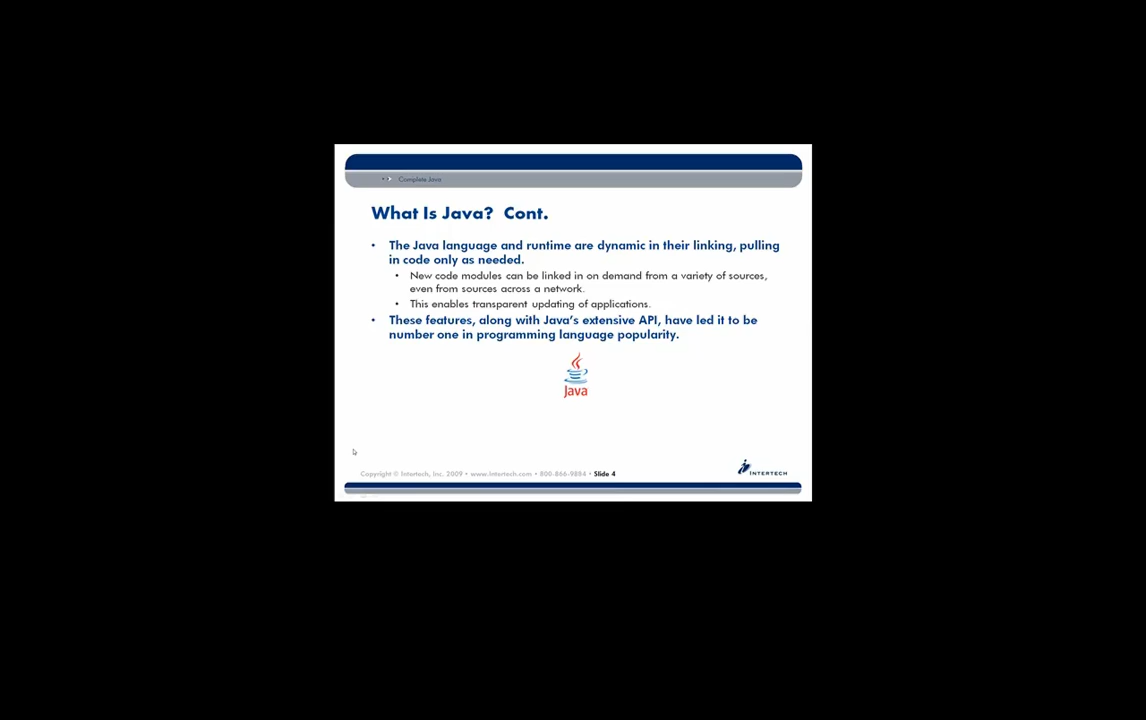 Complete Java
What Is Java? Cont.
• The Java language and runtime are dynamic in their linking, pulling
in code only as needed.
• New code modules can be linked in on demand from a variety of sources,
even from sources across a network.
• This enables transparent updating of applications.
• These features, along with Java's extensive API, have led it to be
number one in programming language popularity.
Java
Copyright © Intertech, Inc. 2009 • www.intertech.com • 800-866-9884 • Slide 4
INTERTECH